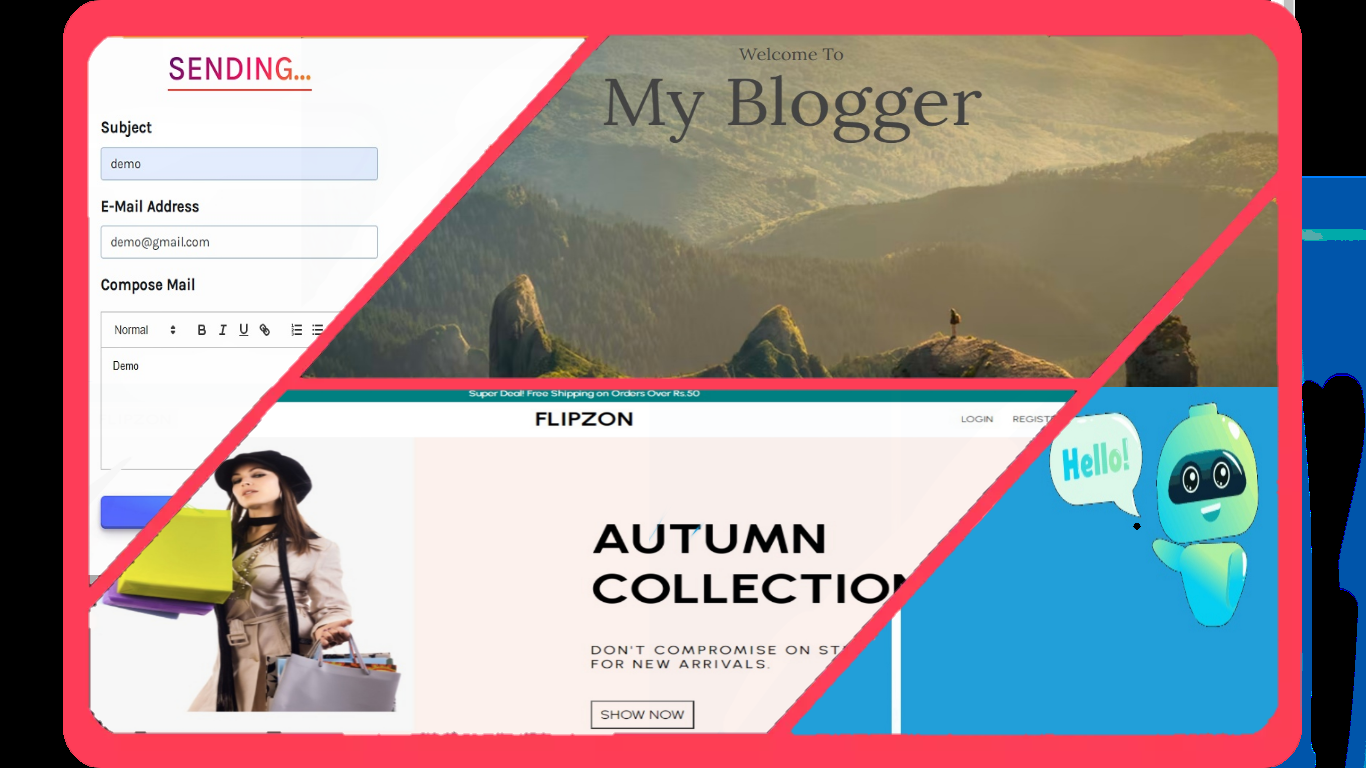 SENDING...
Subject
demo
E-Mail Address
demo@gmail.com
Compose Mail
Normal
B I U
Demo
Welcome To
My Blogger
Super Deal! Free Shipping on Orders Over Rs.50
FLIPZON
LOGIN REGIST
AUTUMN
COLLECTION
DON'T COMPROMISE ON ST
FOR NEW ARRIVALS.
SHOW NOW
Hello!